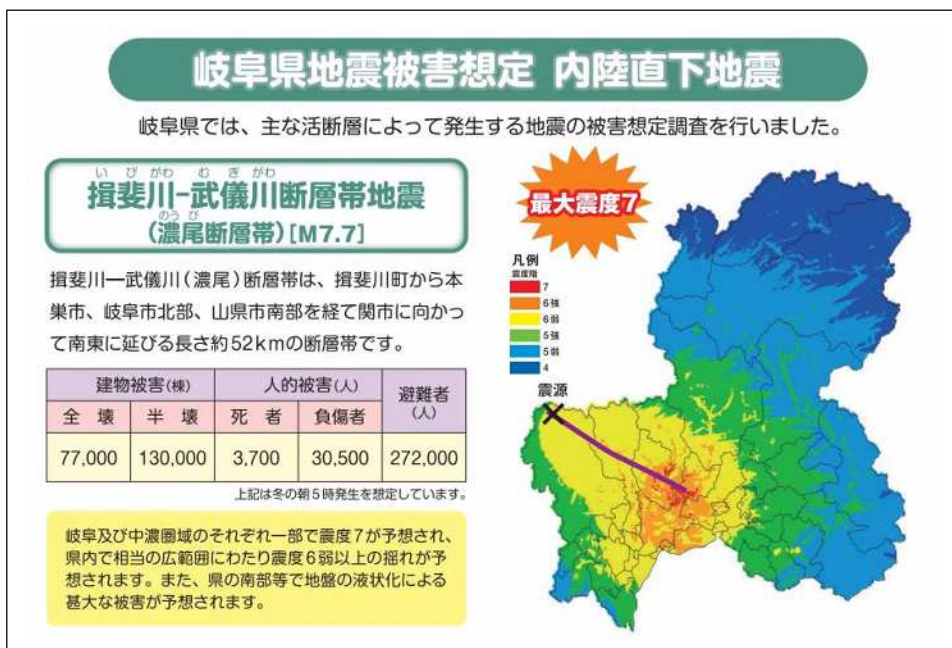 岐阜県地震被害想定 内陸直下地震
岐阜県では、主な活断層によって発生する地震の被害想定調査を行いました。
い び がわ む ぎ がわ
揖斐川-武儀川断層帯地震
のう び
(濃尾断層帯)[M7.7]
揖斐川―武儀川(濃尾)断層帯は、揖斐川町から本
巣市、岐阜市北部、山県市南部を経て関市に向かっ
て南東に延びる長さ約52kmの断層帯です。
建物被害(棟) 人的被害(人) 避難者
(人)
全 壊 半 壊 死 者 負傷者
77,000 130,000 3,700 30,500 272,000
上記は冬の朝5時発生を想定しています。
岐阜及び中濃圏域のそれぞれ一部で震度7が予想され、
県内で相当の広範囲にわたり震度6弱以上の揺れが予
想されます。また、県の南部等で地盤の液状化による
甚大な被害が予想されます。
最大震度7
凡例
震度階
7
6強
6弱
5強
5弱
4
震源